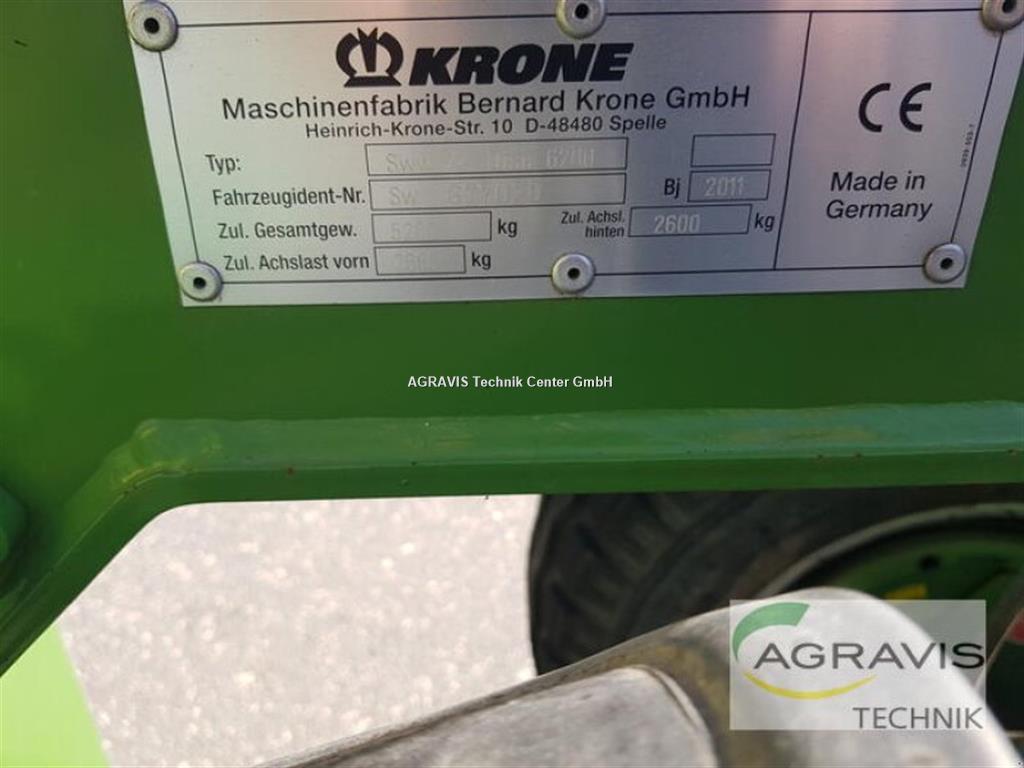 KRONE
Maschinenfabrik Bernard Krone GmbH
Heinrich-Krone-Str. 10 D-48480 Spelle
CE
Typ:
Fahrzeugident-Nr.
Bj 2011
Zul. Gesamtgew. kg
Zul. Achsl. hinten 2600 kg
Zul. Achslast vorn kg
Made in
Germany
AGRAVIS Technik Center GmbH
AGRAVIS
TECHNIK